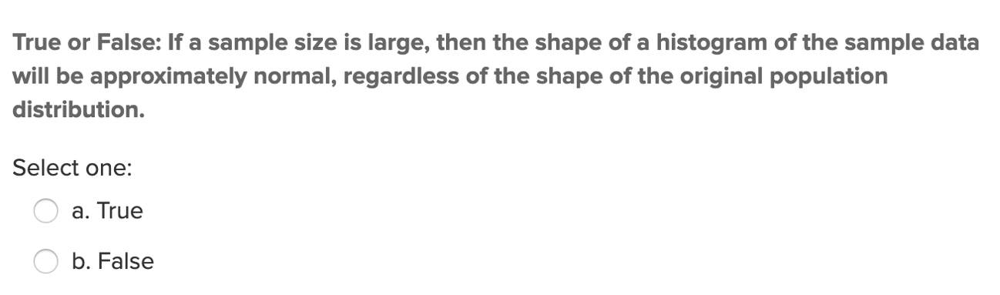 True or False: If a sample size is large, then the shape of a histogram of the sample data
will be approximately normal, regardless of the shape of the original population
distribution.
Select one:
a. True
b. False